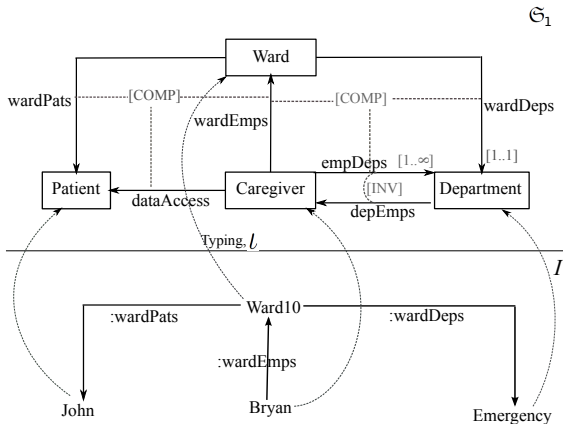 𝔖₁
Ward
wardPats
[COMP]
[COMP]
wardDeps
wardEmps
empDeps
[1..∞]
[1..1]
Patient
Caregiver
[INV]
Department
dataAccess
depEmps
Typing, ι
I
:wardPats
Ward10
:wardDeps
:wardEmps
John
Bryan
Emergency